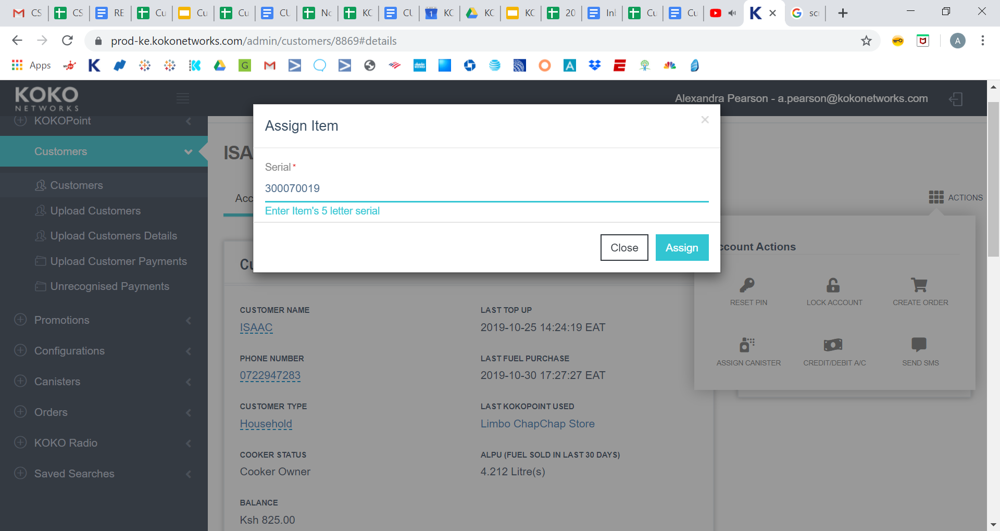 CS CS RE Cu Cu Cu CU Nc KC CU 1 KC KC KC 20 Inl Cu Cu K sci
prod-ke.kokonetworks.com/admin/customers/8869#details
A
Apps
KOKO
NETWORKS
Alexandra Pearson - a.pearson@kokonetworks.com
KOKOPoint
Customers
Customers
Upload Customers
Upload Customers Details
Upload Customer Payments
Unrecognised Payments
Promotions
Configurations
Canisters
Orders
KOKO Radio
Saved Searches
ISA
Acc
Cu
Assign Item
×
Serial*
300070019
Enter Item's 5 letter serial
Close Assign
ACTIONS
ccount Actions
RESET PIN LOCK ACCOUNT CREATE ORDER
ASSIGN CANISTER CREDIT/DEBIT A/C SEND SMS
CUSTOMER NAME
ISAAC
PHONE NUMBER
0722947283
CUSTOMER TYPE
Household
COOKER STATUS
Cooker Owner
BALANCE
Ksh 825.00
LAST TOP UP
2019-10-25 14:24:19 EAT
LAST FUEL PURCHASE
2019-10-30 17:27:27 EAT
LAST KOKOPOINT USED
Limbo ChapChap Store
ALPU (FUEL SOLD IN LAST 30 DAYS)
4.212 Litre(s)